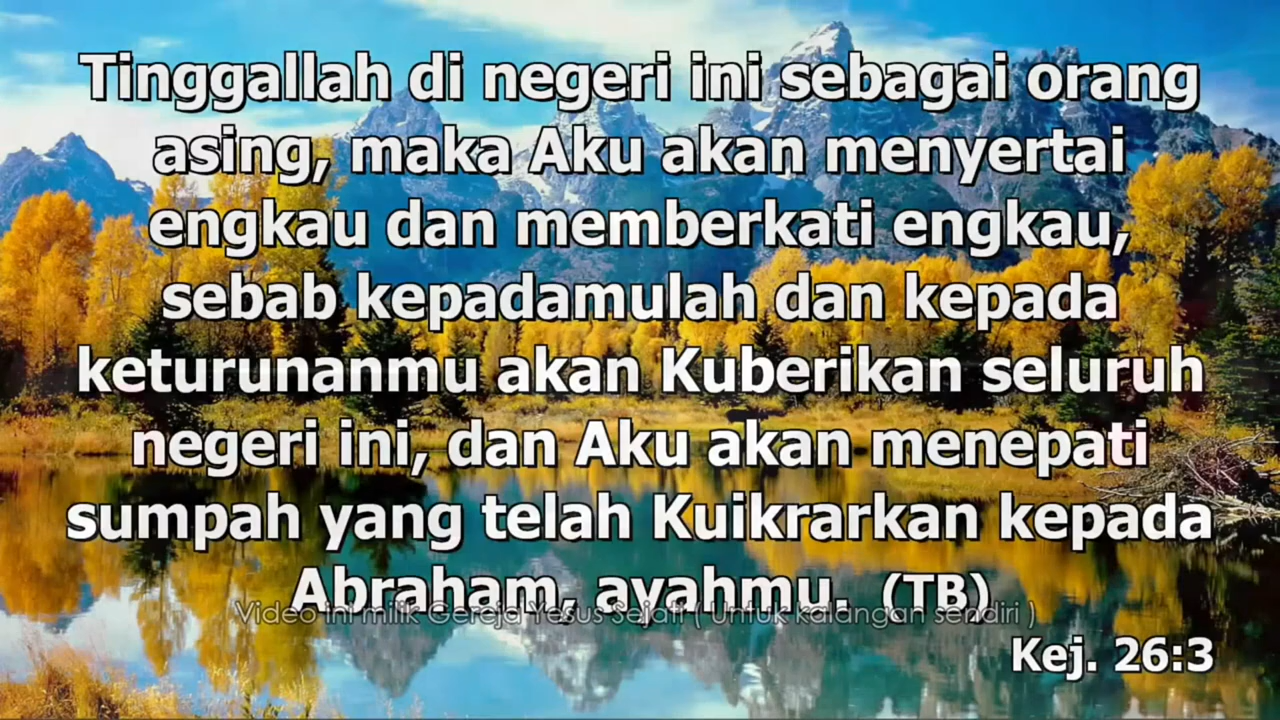 Tinggallah di negeri ini sebagai orang
asing, maka Aku akan menyertai
engkau dan memberkati engkau,
sebab kepadamulah dan kepada
keturunanmu akan Kuberikan seluruh
negeri ini, dan Aku akan menepati
sumpah yang telah Kuikrarkan kepada
Abraham, ayahmu. (TB)
Video ini milik Gereja Yesus Sejati ( Untuk kalangan sendiri )
Kej. 26:3